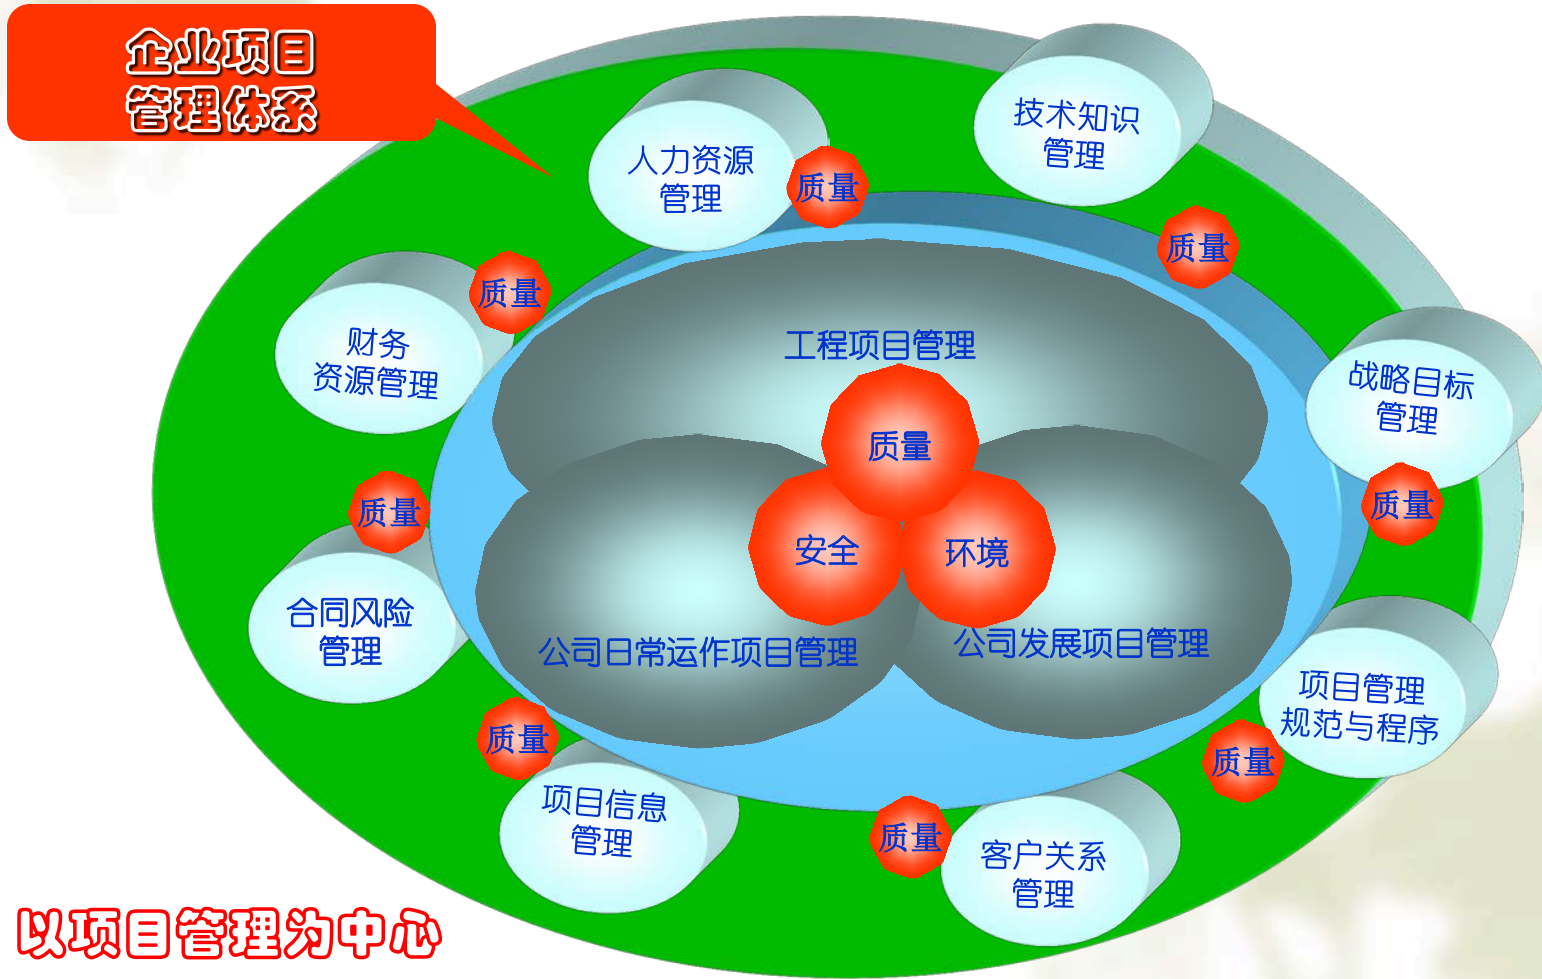 企业项目
管理体系
人力资源
管理
质量
技术知识
管理
质量
财务
资源管理
质量
工程项目管理
战略目标
管理
质量
质量
安全
环境
质量
合同风险
管理
公司日常运作项目管理
公司发展项目管理
项目管理
规范与程序
质量
质量
项目信息
管理
质量
客户关系
管理
以项目管理为中心